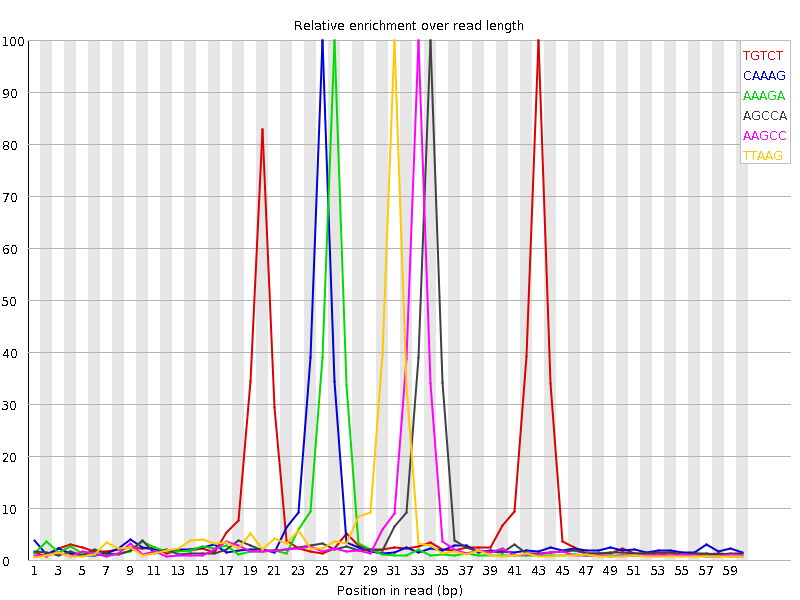 Relative enrichment over read length
100
90
80
70
60
50
40
30
20
10
0
TGTCT
CAAAG
AAAGA
AGCCA
AAGCC
TTAAG
1 3 5 7 9 11 13 15 17 19 21 23 25 27 29 31 33 35 37 39 41 43 45 47 49 51 53 55 57 59
Position in read (bp)